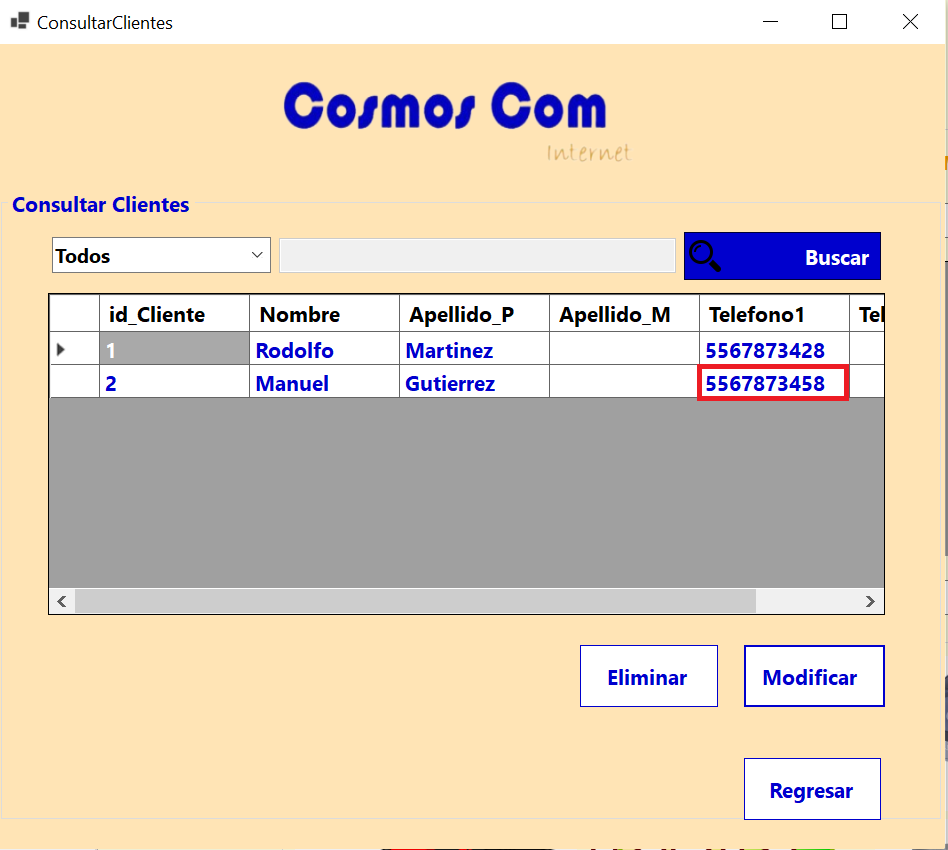 ConsultarClientes
Cosmos Com
Internet
Consultar Clientes
Todos Buscar
id_Cliente Nombre Apellido_P Apellido_M Telefono1 Tel
1 Rodolfo Martinez 5567873428
2 Manuel Gutierrez 5567873458
Eliminar Modificar
Regresar